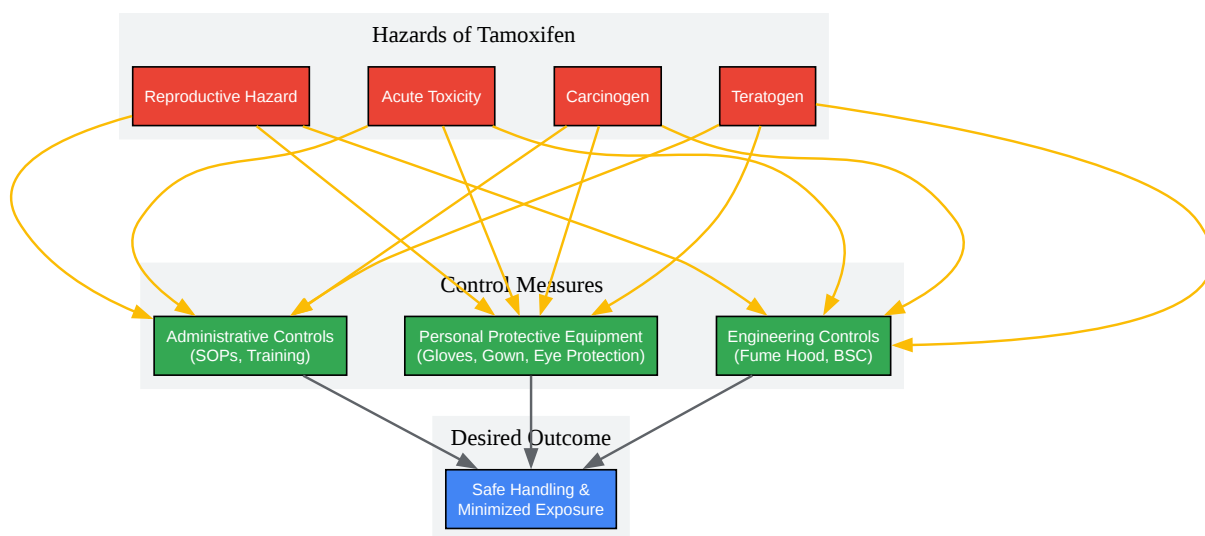 Hazards of Tamoxifen
Reproductive Hazard
Acute Toxicity
Carcinogen
Teratogen
Control Measures
Administrative Controls
(SOPs, Training)
Personal Protective Equipment
(Gloves, Gown, Eye Protection)
Engineering Controls
(Fume Hood, BSC)
Desired Outcome
Safe Handling &
Minimized Exposure